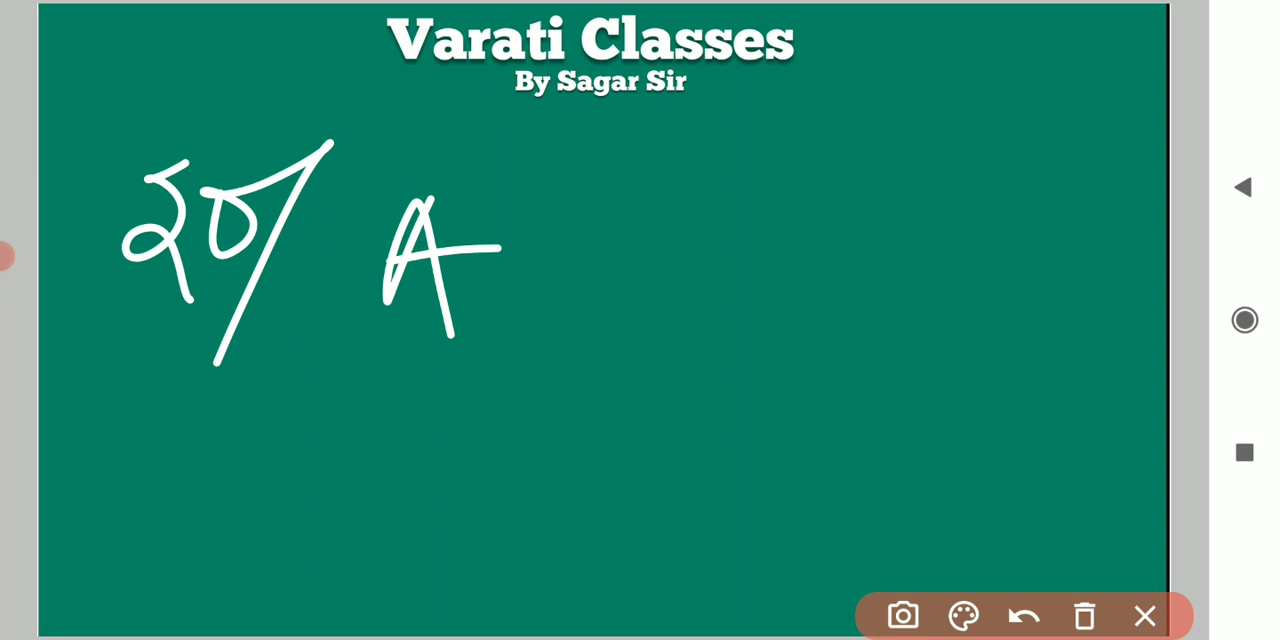 Varati Classes
By Sagar Sir
२०/ A